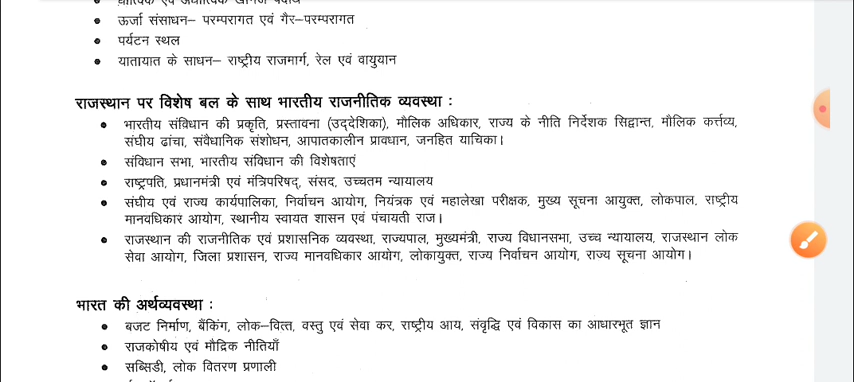 धात्विक एवं अधात्विक खनिज पदार्थ
ऊर्जा संसाधन– परम्परागत एवं गैर–परम्परागत
पर्यटन स्थल
यातायात के साधन– राष्ट्रीय राजमार्ग, रेल एवं वायुयान
राजस्थान पर विशेष बल के साथ भारतीय राजनीतिक व्यवस्था :
भारतीय संविधान की प्रकृति, प्रस्तावना (उद्देशिका), मौलिक अधिकार, राज्य के नीति निर्देशक सिद्वान्त, मौलिक कर्त्तव्य,
संघीय ढांचा, संवैधानिक संशोधन, आपातकालीन प्रावधान, जनहित याचिका।
संविधान सभा, भारतीय संविधान की विशेषताएं
राष्ट्रपति, प्रधानमंत्री एवं मंत्रिपरिषद्, संसद, उच्चतम न्यायालय
संघीय एवं राज्य कार्यपालिका, निर्वाचन आयोग, नियंत्रक एवं महालेखा परीक्षक, मुख्य सूचना आयुक्त, लोकपाल, राष्ट्रीय
मानवधिकार आयोग, स्थानीय स्वायत शासन एवं पंचायती राज।
राजस्थान की राजनीतिक एवं प्रशासनिक व्यवस्था, राज्यपाल, मुख्यमंत्री, राज्य विधानसभा, उच्च न्यायालय, राजस्थान लोक
सेवा आयोग, जिला प्रशासन, राज्य मानवधिकार आयोग, लोकायुक्त, राज्य निर्वाचन आयोग, राज्य सूचना आयोग।
भारत की अर्थव्यवस्था :
बजट निर्माण, बैंकिंग, लोक–वित्त, वस्तु एवं सेवा कर, राष्ट्रीय आय, संवृद्धि एवं विकास का आधारभूत ज्ञान
राजकोषीय एवं मौद्रिक नीतियाँ
सब्सिडी, लोक वितरण प्रणाली